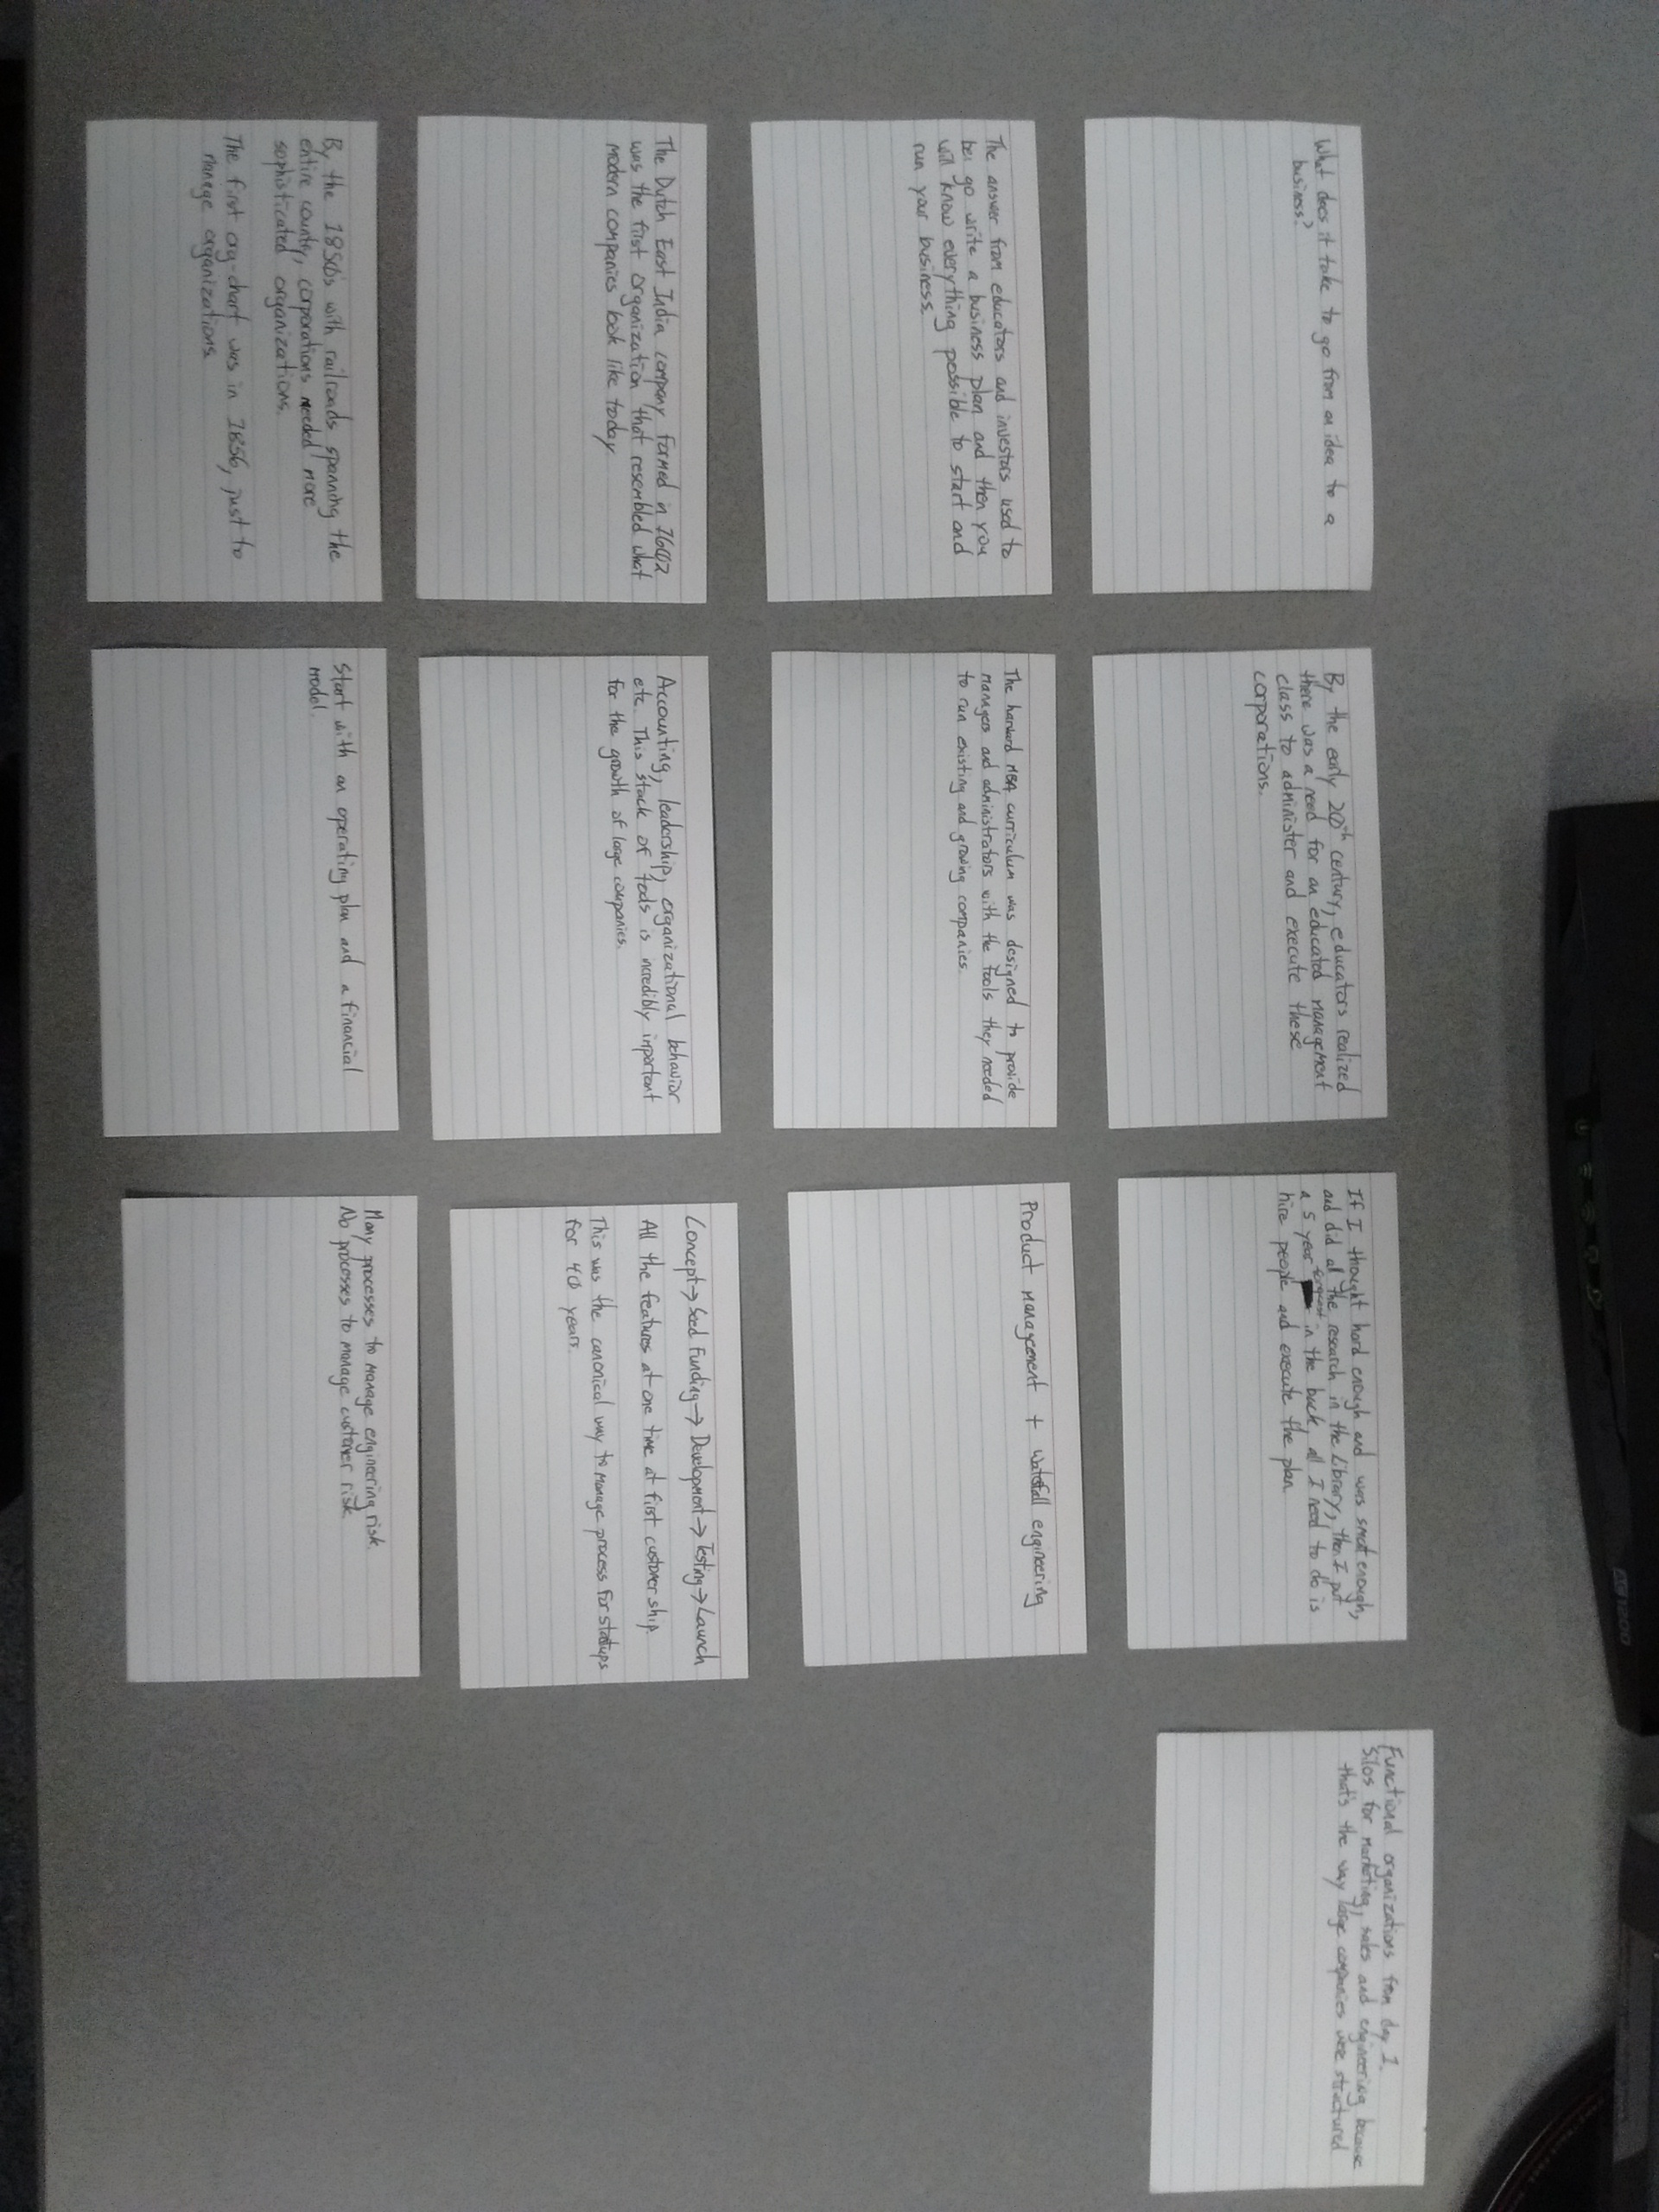 What does it take to go from an idea to a
business?
The answer from educators and investors used to
be: go write a business plan and then you
will know everything possible to start and
run your business.
The Dutch East India company formed in 1602
was the first organization that resembled what
modern companies look like today
By the 1850's with railroads spanning the
entire country, corporations needed more
sophisticated organizations.
The first org-chart was in 1856, just to
manage organizations.
By the early 20th century, educators realized
there was a need for an educated management
class to administer and execute these
corporations.
The harvard MBA curriculum was designed to provide
managers and administrators with the tools they needed
to run existing and growing companies.
Accounting, leadership, organizational behavior
etc. This stack of tools is incredibly important
for the growth of large companies.
Start with an operating plan and a financial
model.
If I thought hard enough and was smart enough,
and did all the research in the Library, then I put
a 5 year forecast in the back, all I need to do is
hire people and execute the plan.
Product management + waterfall engineering
Concept → Seed Funding → Development → Testing → Launch
All the features at one time at first customer ship.
This was the canonical way to manage process for startups
for 40 years.
Many processes to manage engineering risk.
No processes to manage customer risk
Functional organizations from day 1.
Silos for marketing, sales and engineering because
that's the way large companies were structured